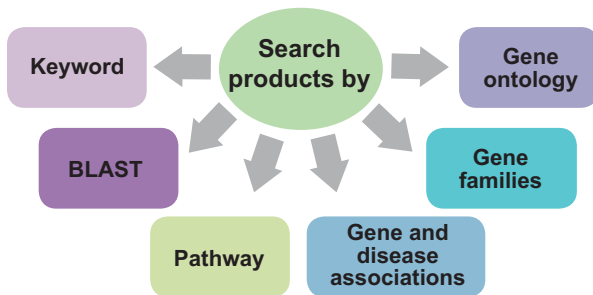 Search
products by
Keyword
Gene
ontology
BLAST
Gene
families
Pathway
Gene and
disease
associations